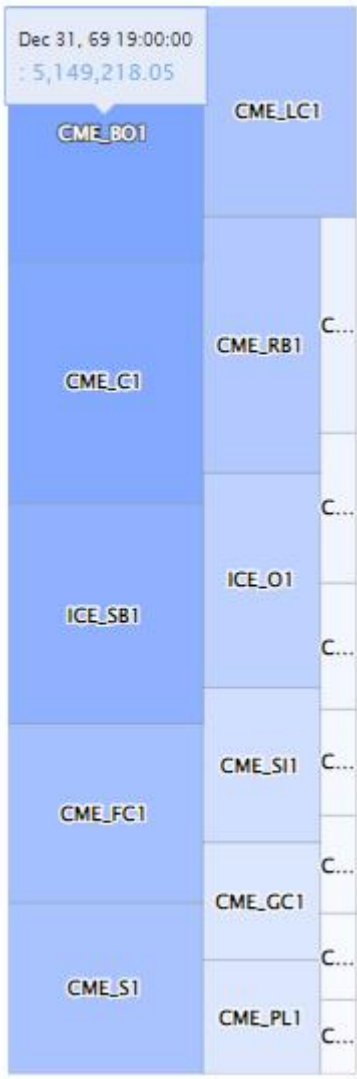 Dec 31, 69 19:00:00
: 5,149,218.05
CME_BO1
CME_LC1
CME_C1
CME_RB1
C...
ICE_SB1
ICE_O1
C...
C...
CME_FC1
CME_SI1
C...
C...
CME_S1
CME_GC1
C...
CME_PL1
C...